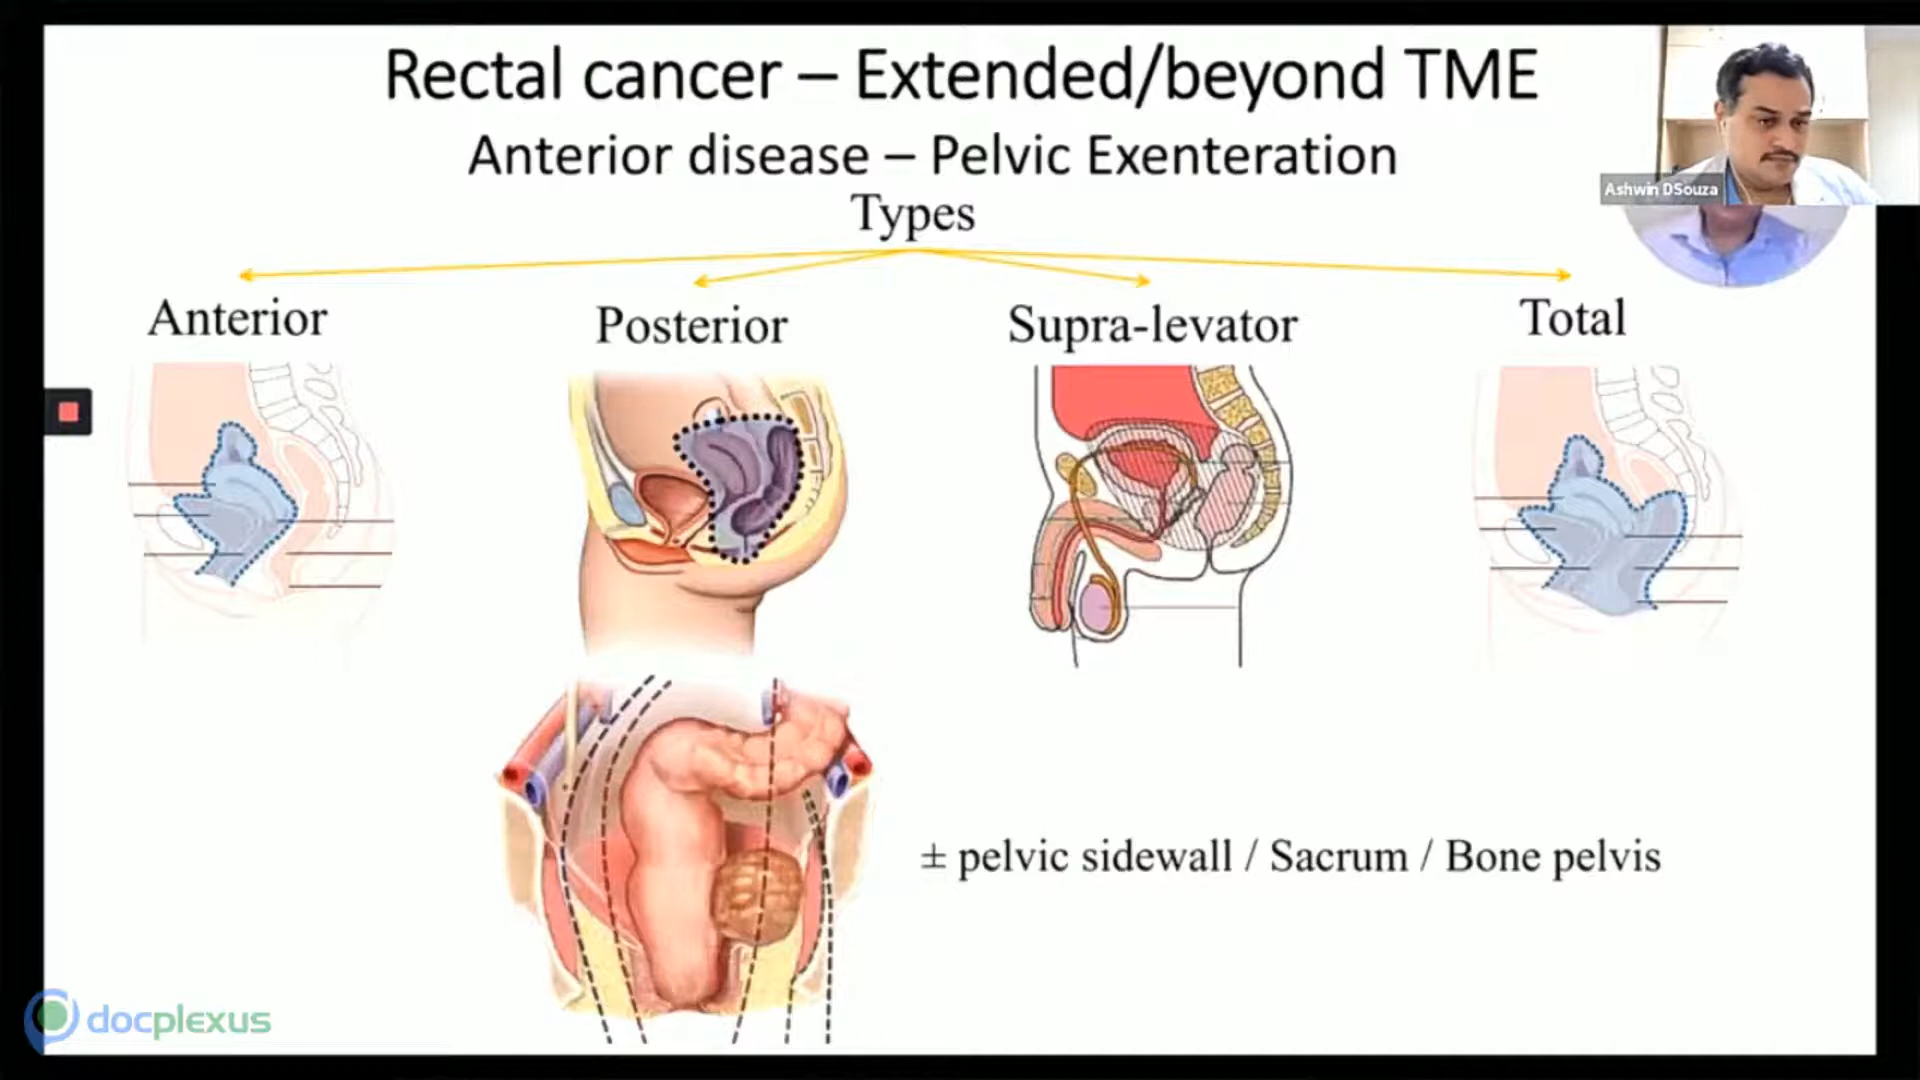 Rectal cancer – Extended/beyond TME
Anterior disease – Pelvic Exenteration
Types
Ashwin DSouza
Anterior
Posterior
Supra-levator
Total
± pelvic sidewall / Sacrum / Bone pelvis
docplexus